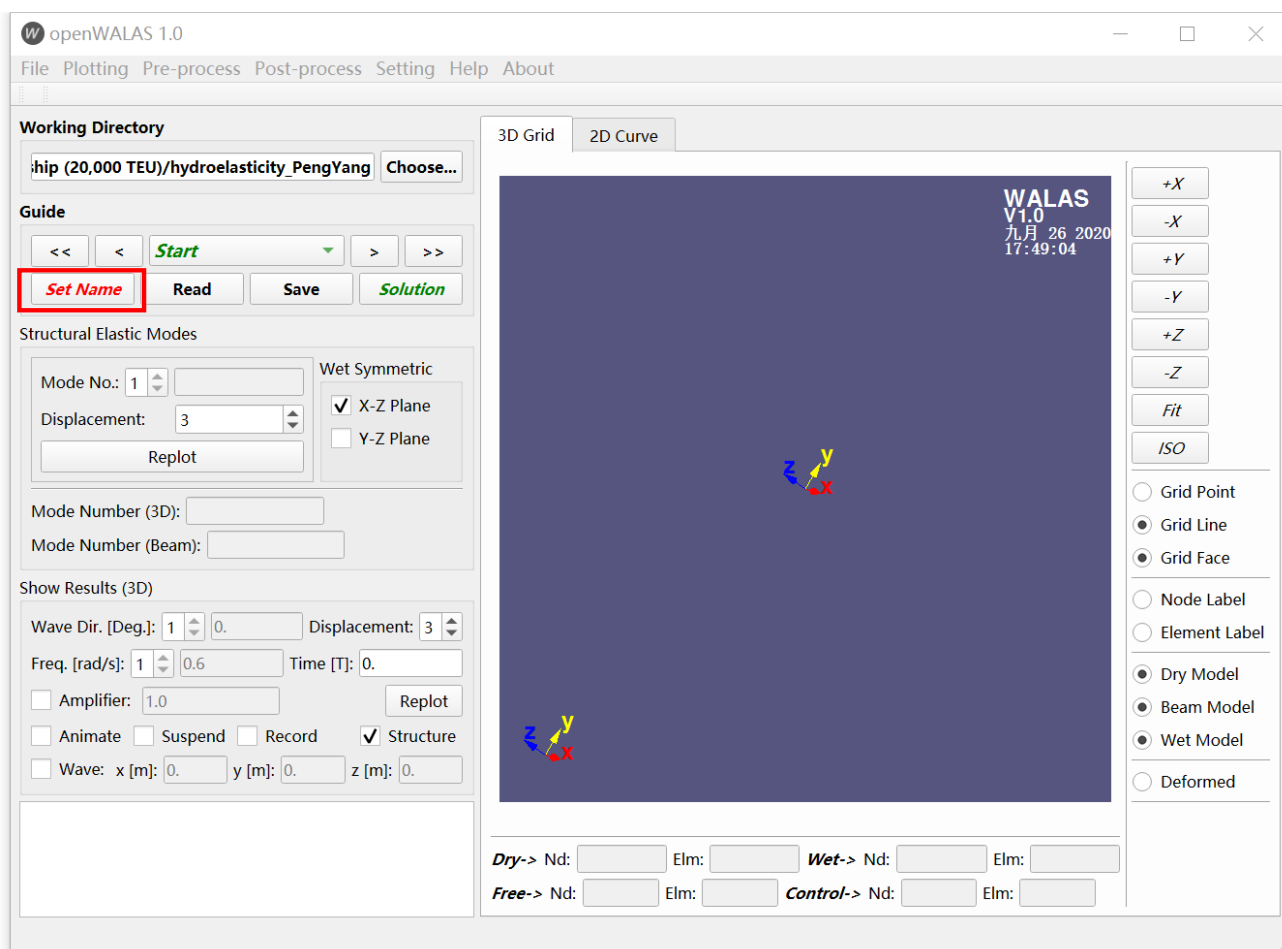 W openWALAS 1.0
File Plotting Pre-process Post-process Setting Help About
Working Directory
ship (20,000 TEU)/hydroelasticity_PengYang Choose...
Guide
<< < Start > >>
Set Name Read Save Solution
Structural Elastic Modes
Mode No.: 1
Displacement: 3
Replot
Wet Symmetric
X-Z Plane
Y-Z Plane
Mode Number (3D):
Mode Number (Beam):
Show Results (3D)
Wave Dir. [Deg.]: 1 0. Displacement: 3
Freq. [rad/s]: 1 0.6 Time [T]: 0.
Amplifier: 1.0 Replot
Animate Suspend Record Structure
Wave: x [m]: 0. y [m]: 0. z [m]: 0.
3D Grid 2D Curve
WALAS
V1.0
九月 26 2020
17:49:04
z y
x
z y
x
+X
-X
+Y
-Y
+Z
-Z
Fit
ISO
Grid Point
Grid Line
Grid Face
Node Label
Element Label
Dry Model
Beam Model
Wet Model
Deformed
Dry-> Nd: Elm: Wet-> Nd: Elm:
Free-> Nd: Elm: Control-> Nd: Elm: